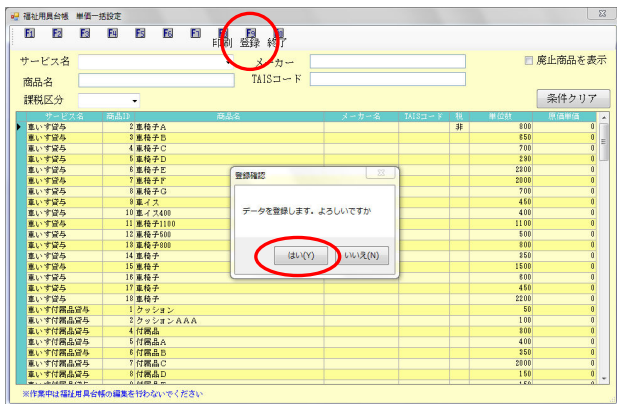 福祉用具台帳 単価一括設定
F1 F2 F3 F4 F5 F6 F7 F8 F9
印刷 登録 終了
サービス名 メーカー 廃止商品を表示
商品名 TAISコード
課税区分 条件クリア
サービス名 商品ID 商品名 メーカー名 TAISコード 税 単位数 原価単価
車いす貸与 2 車椅子A 非 800 0
車いす貸与 3 車椅子B 650 0
車いす貸与 4 車椅子C 700 0
車いす貸与 5 車椅子D 280 0
車いす貸与 6 車椅子E 2800 0
車いす貸与 7 車椅子F 2000 0
車いす貸与 8 車椅子G 700 0
車いす貸与 9 車イス 450 0
車いす貸与 10 車イス400 400 0
車いす貸与 11 車椅子1100 1100 0
車いす貸与 12 車椅子500 500 0
車いす貸与 13 車椅子800 800 0
車いす貸与 14 車椅子 350 0
車いす貸与 15 車椅子 1500 0
車いす貸与 16 車椅子 600 0
車いす貸与 17 車椅子 450 0
車いす貸与 18 車椅子 2200 0
車いす付属品貸与 1 クッション 50 0
車いす付属品貸与 2 クッションAAA 100 0
車いす付属品貸与 4 付属品 300 0
車いす付属品貸与 5 付属品A 400 0
車いす付属品貸与 6 付属品B 350 0
車いす付属品貸与 7 付属品C 2000 0
車いす付属品貸与 8 付属品D 150 0
登録確認
データを登録します。よろしいですか
はい(Y) いいえ(N)
※作業中は福祉用具台帳の編集を行わないでください